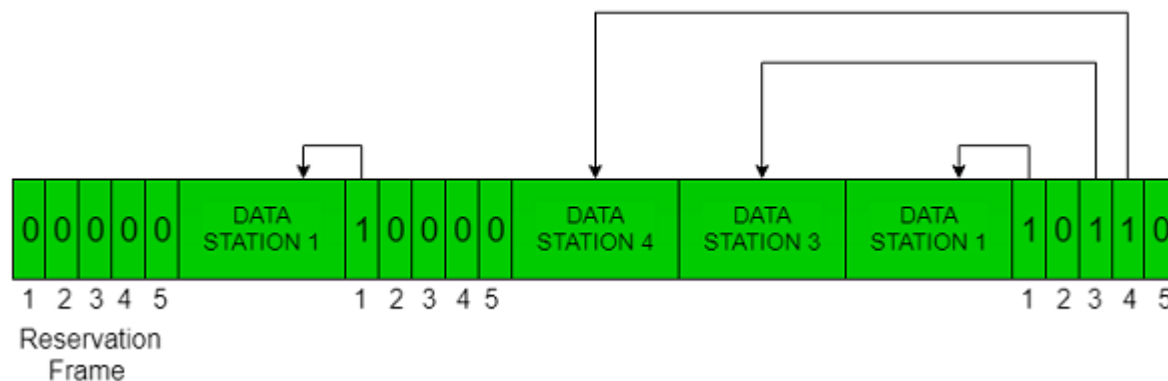 0 0 0 0 0 DATA STATION 1 1 0 0 0 0 DATA STATION 4 DATA STATION 3 DATA STATION 1 1 0 1 1 0
1 2 3 4 5 1 2 3 4 5 1 2 3 4 5
Reservation
Frame